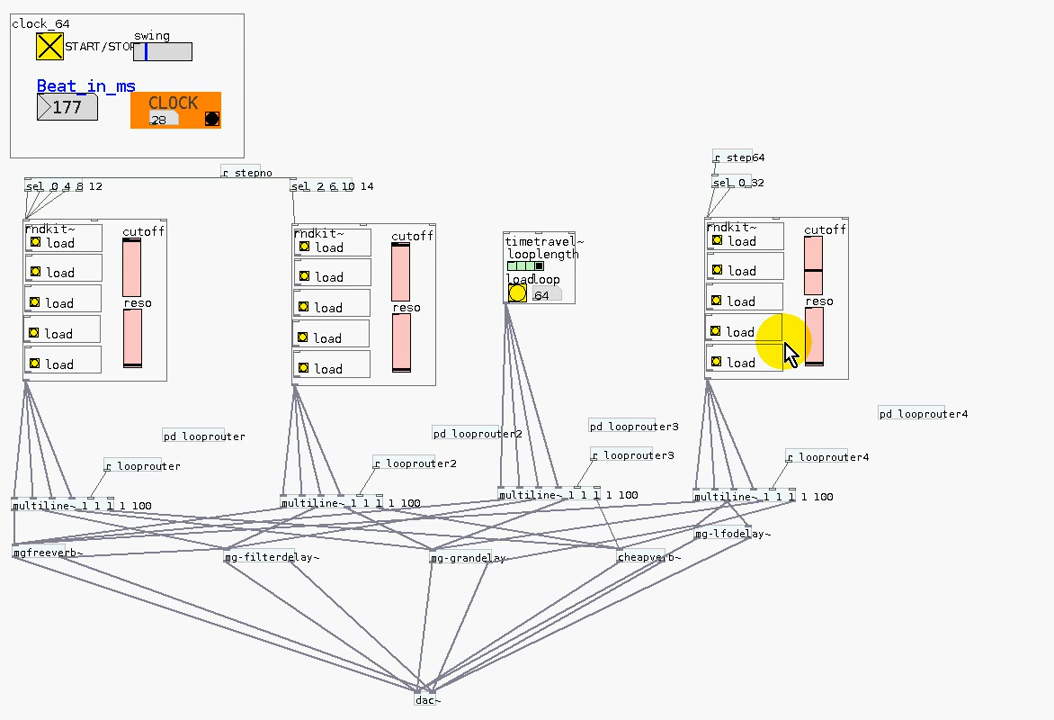 clock_64
START/STOP
swing
Beat_in_ms
177
CLOCK
28
r stepno
r step64
sel 0 4 8 12
sel 2 6 10 14
sel 0 32
rndkit~
cutoff
load
load
load
reso
load
load
rndkit~
cutoff
load
load
load
reso
load
load
timetravel~
looplength
load
loop
64
rndkit~
cutoff
load
load
load
reso
load
load
pd looprouter
pd looprouter2
pd looprouter3
pd looprouter4
r looprouter
r looprouter2
r looprouter3
r looprouter4
multiline~ 1 1 1 1 100
multiline~ 1 1 1 1 100
multiline~ 1 1 1 1 100
multiline~ 1 1 1 1 100
mgfreeverb~
mg-filterdelay~
mg-grandelay~
cheapverb~
mg-lfodelay~
dac~